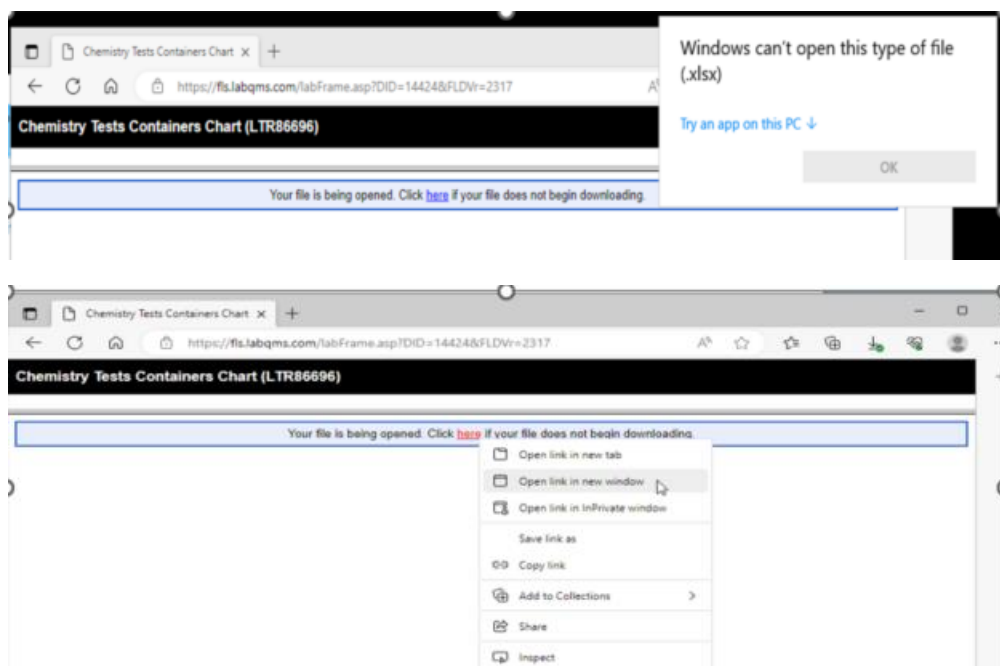 Chemistry Tests Containers Chart
https://fls.labqms.com/labFrame.asp?DID=14424&FLDVr=2317
Chemistry Tests Containers Chart (LTR86696)
Your file is being opened. Click here if your file does not begin downloading.
Windows can't open this type of file
(.xlsx)
Try an app on this PC
OK
Chemistry Tests Containers Chart
https://fls.labqms.com/labFrame.asp?DID=14424&FLDVr=2317
Chemistry Tests Containers Chart (LTR86696)
Your file is being opened. Click here if your file does not begin downloading.
Open link in new tab
Open link in new window
Open link in InPrivate window
Save link as
Copy link
Add to Collections
Share
Inspect